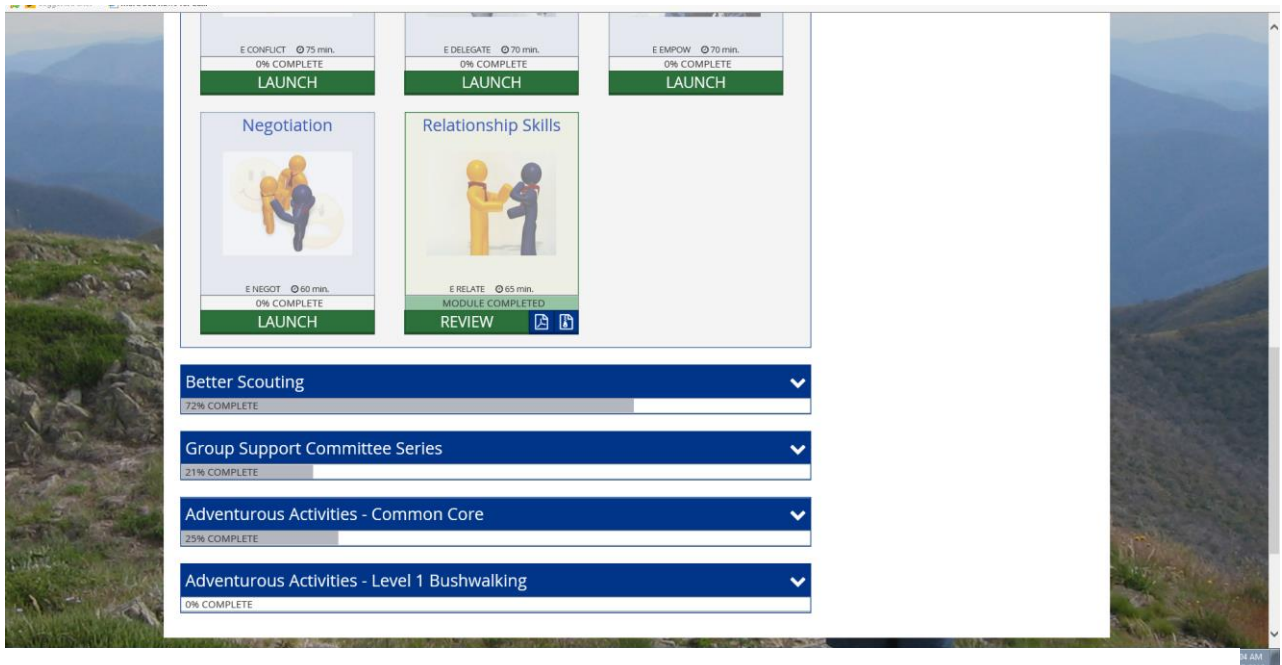 E CONFLICT 75 min.
E DELEGATE 70 min.
E EMPOW 70 min.
0% COMPLETE
0% COMPLETE
0% COMPLETE
LAUNCH
LAUNCH
LAUNCH
Negotiation
Relationship Skills
E NEGOT 60 min.
E RELATE 65 min.
0% COMPLETE
MODULE COMPLETED
LAUNCH
REVIEW
Better Scouting
72% COMPLETE
Group Support Committee Series
21% COMPLETE
Adventurous Activities - Common Core
25% COMPLETE
Adventurous Activities - Level 1 Bushwalking
0% COMPLETE
AM